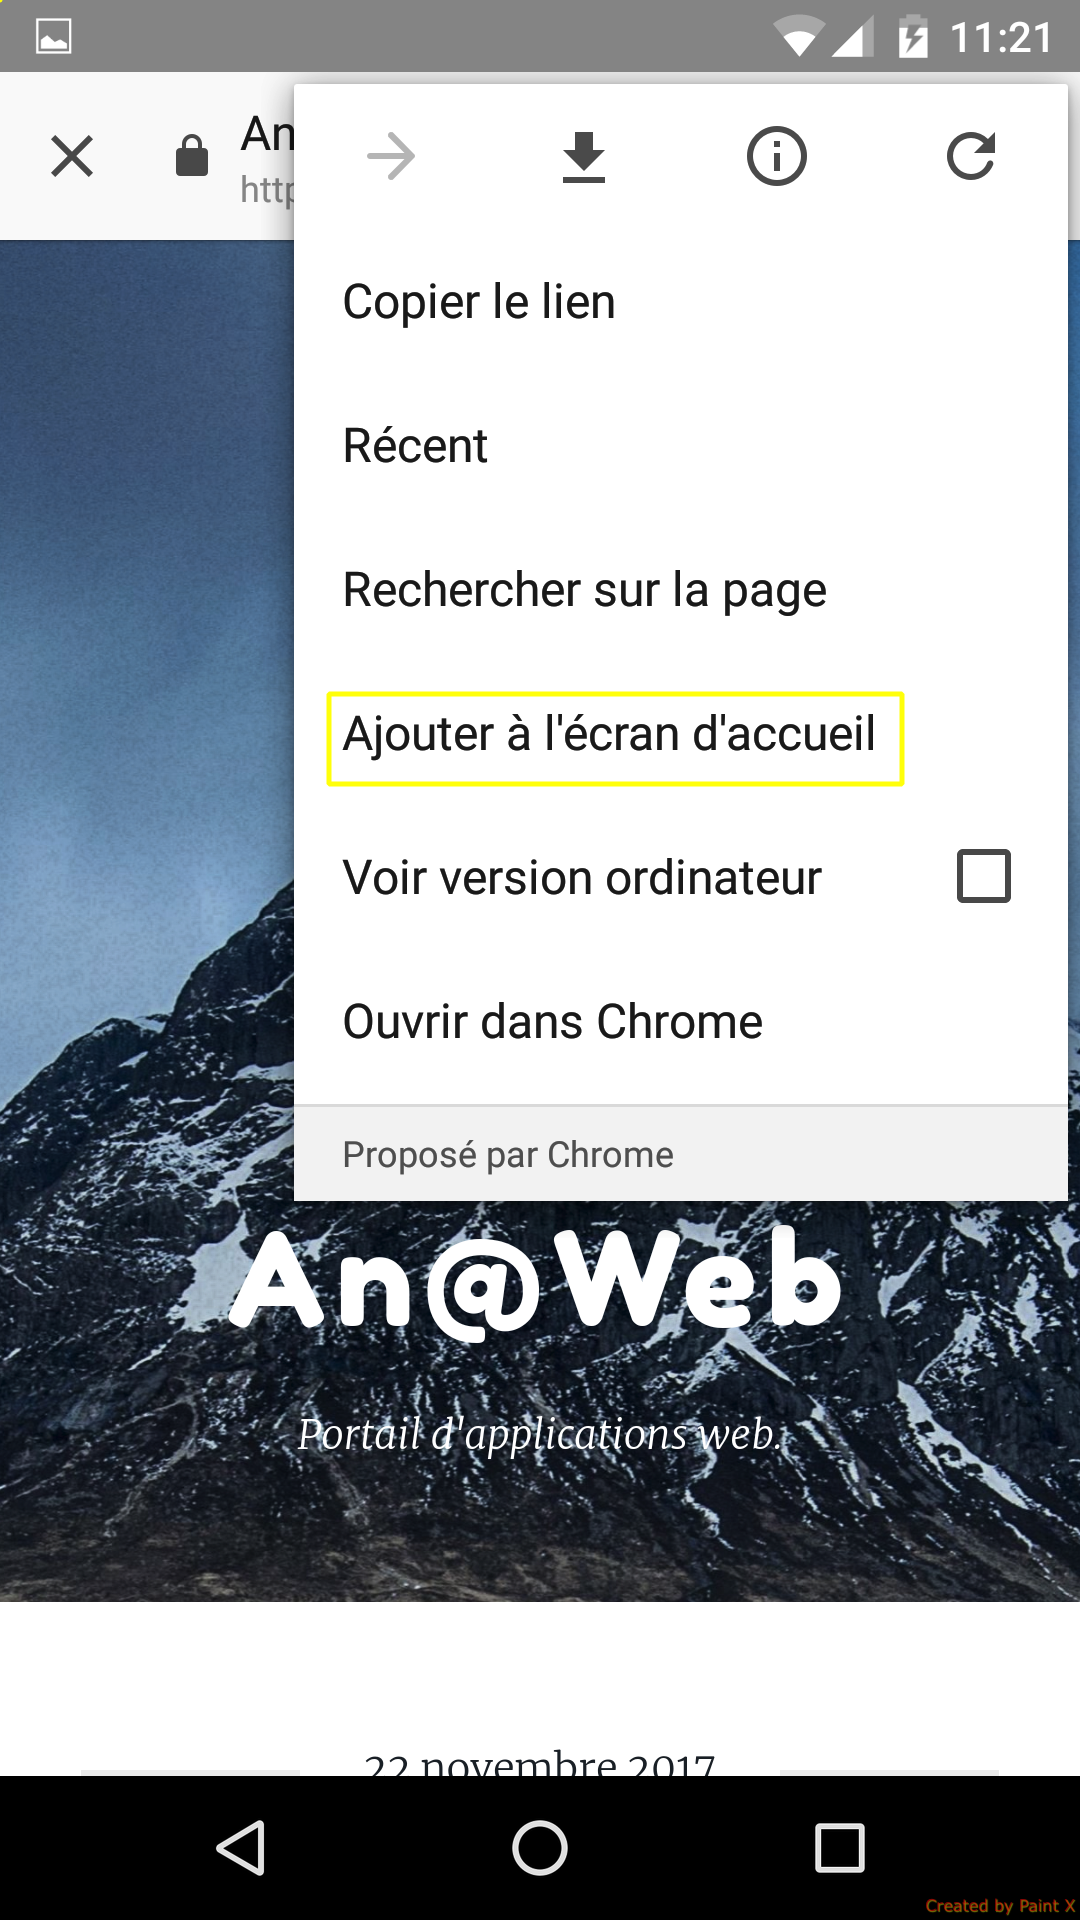 11:21
An
http
Copier le lien
Récent
Rechercher sur la page
Ajouter à l'écran d'accueil
Voir version ordinateur
Ouvrir dans Chrome
Proposé par Chrome
An@Web
Portail d'applications web.
22 novembre 2017
Created by Paint X